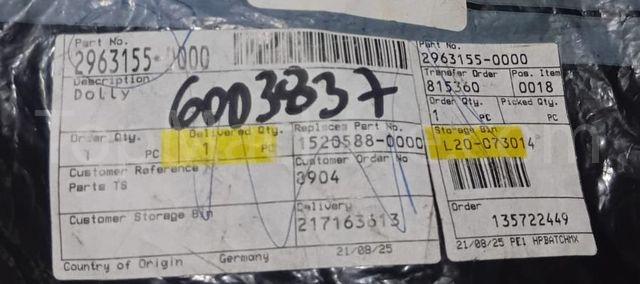 Part No.
2963155-0000
Description
Dolly
6003837
Order Qty.
1 PC
Delivered Qty.
1 PC
Replaces Part No.
1520588-0000
Customer Reference
Parts TS
Customer Order No
0904
Customer Storage Bin
Delivery
217163613
Country of Origin Germany 21/08/25
Part No.
2963155-0000
Transfer Order Pos. Item
815360 0018
Order Qty. Picked Qty.
1 PC
Storage Bin
L20-073014
Order
135722449
21/08/25 PE1 HPBATCHMX